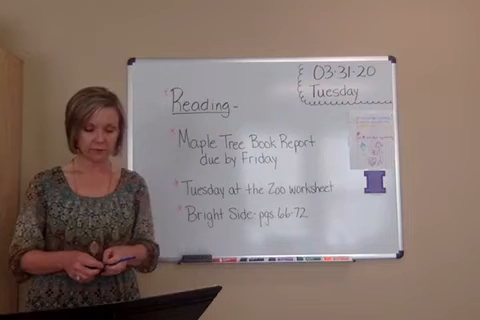 03-31-20
Tuesday
Reading-
Maple Tree Book Report
due by Friday
Tuesday at the Zoo worksheet
Bright Side-pgs. 66-72